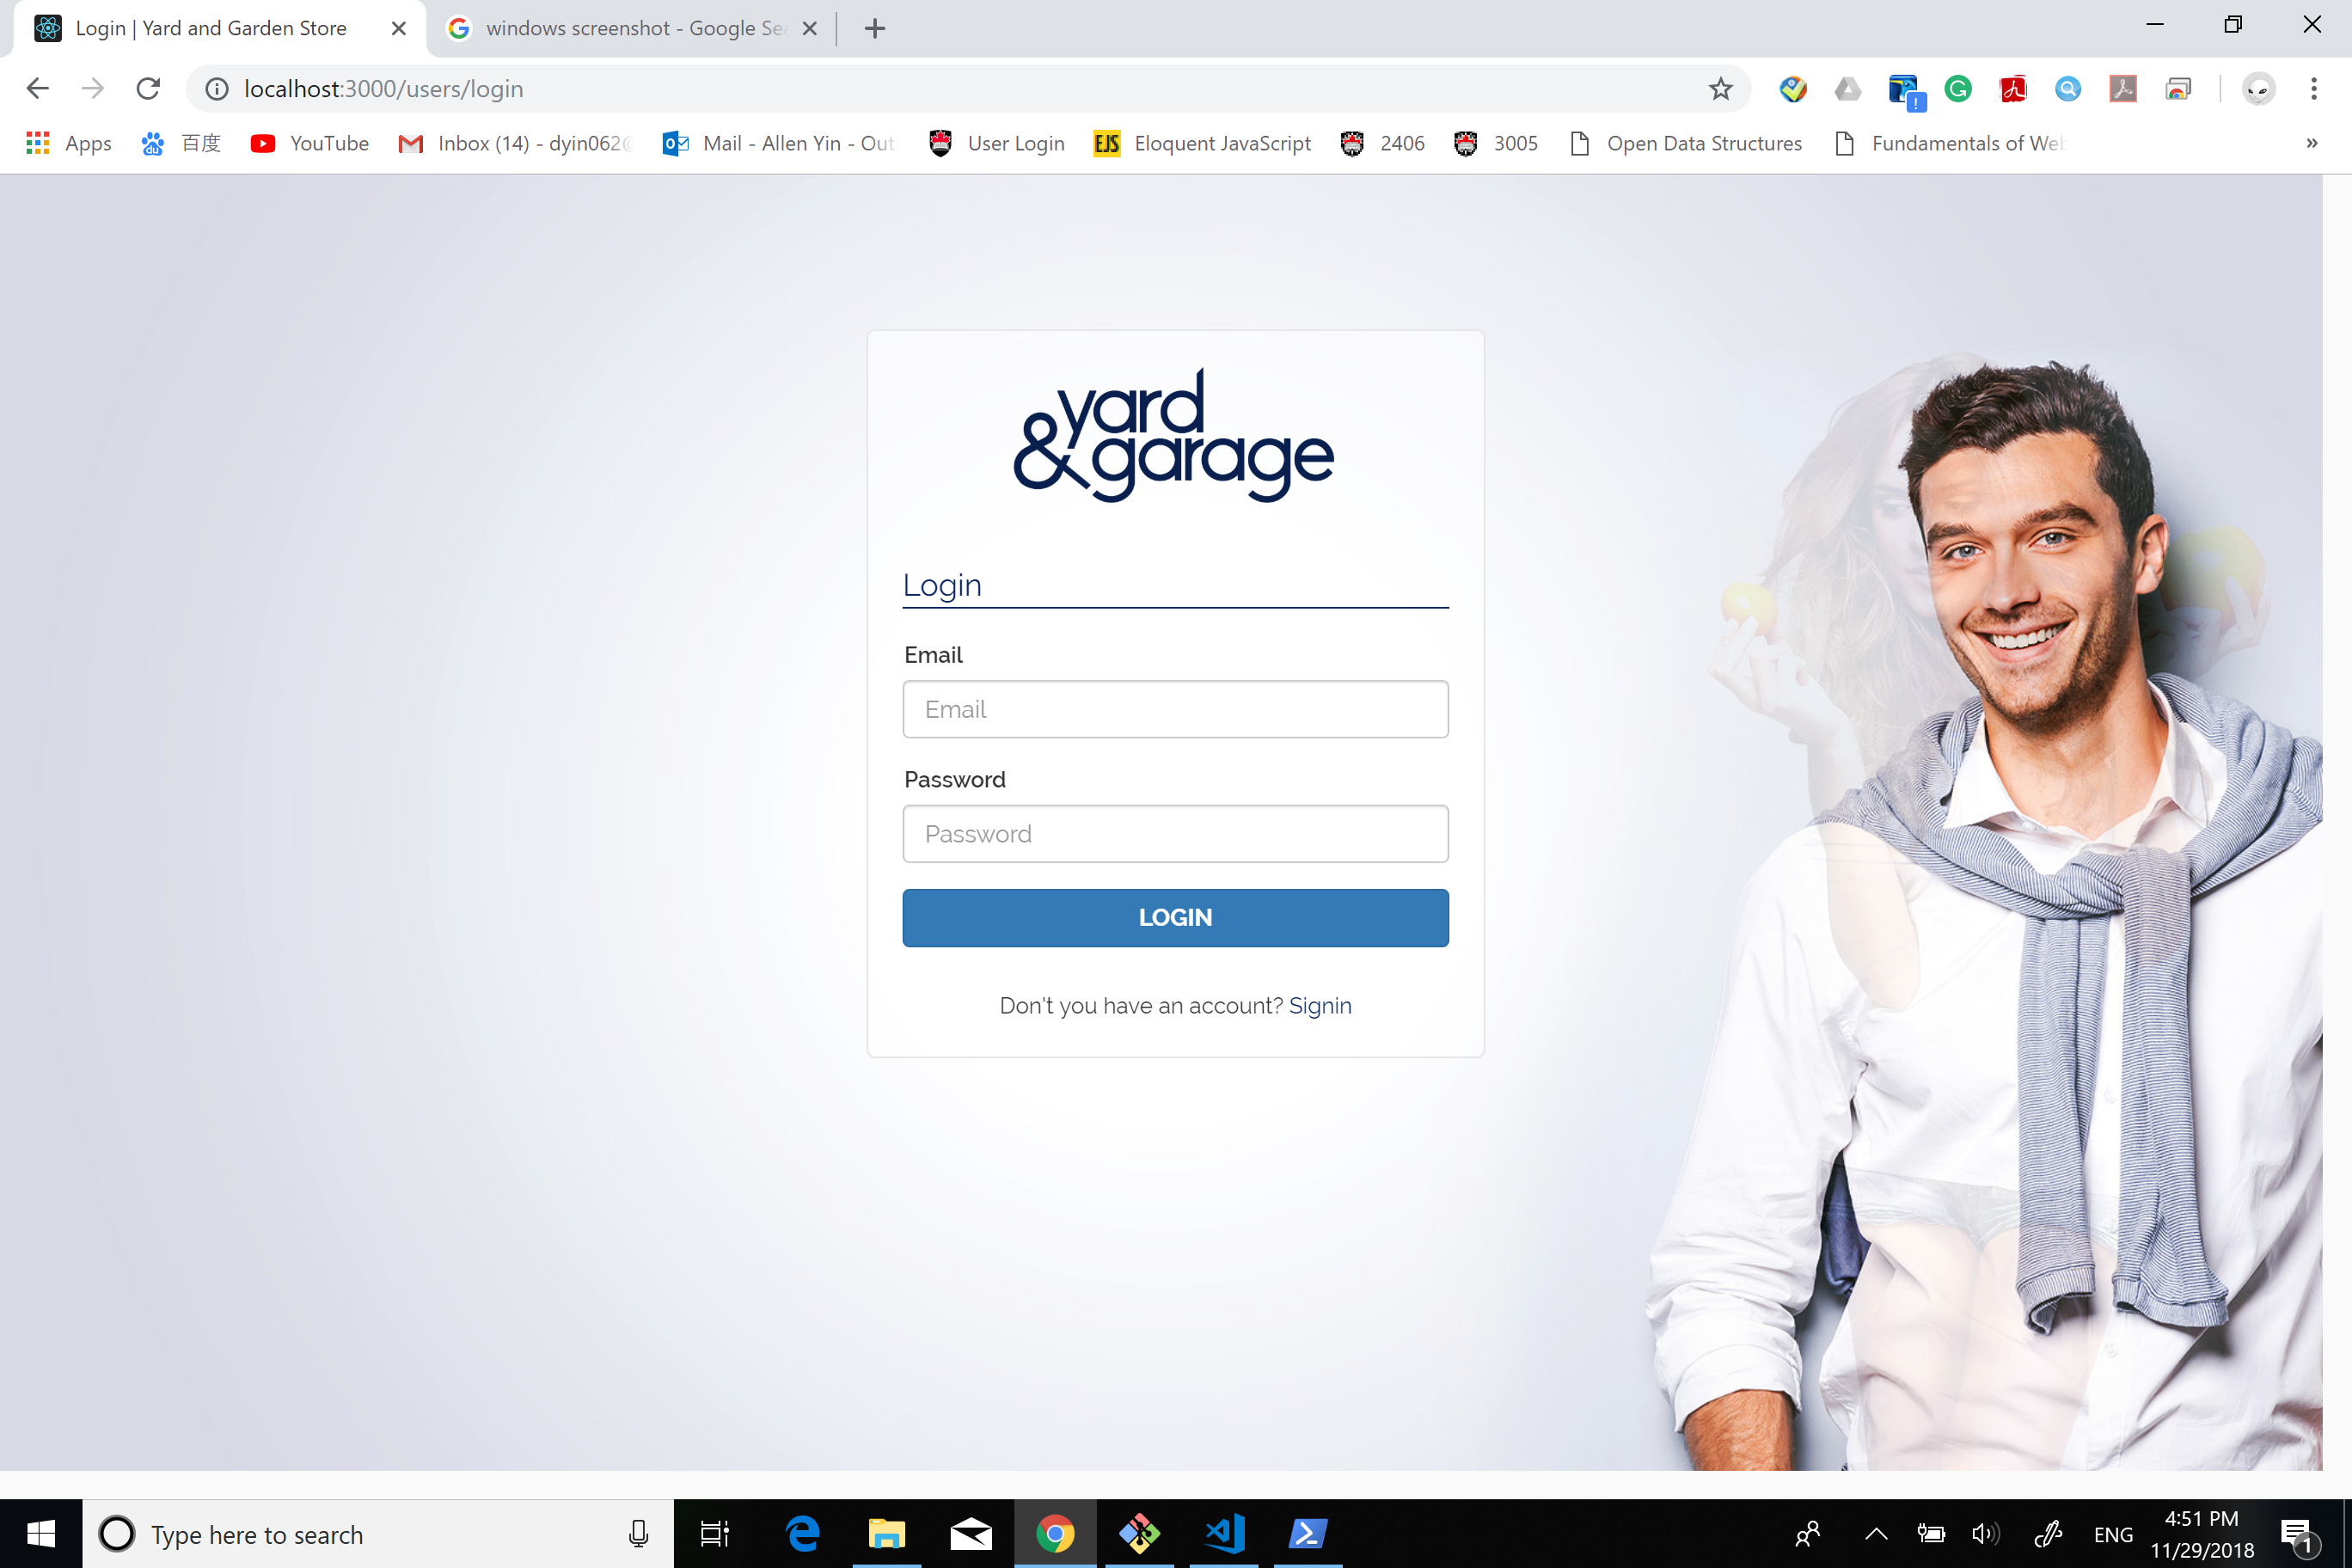 Login | Yard and Garden Store
windows screenshot - Google Se
localhost:3000/users/login
Apps
百度
YouTube
Inbox (14) - dyin062@
Mail - Allen Yin - Out
User Login
EJS
Eloquent JavaScript
2406
3005
Open Data Structures
Fundamentals of We
»
yard
&garage
Login
Email
Email
Password
Password
LOGIN
Don't you have an account? Signin
Type here to search
ENG
4:51 PM
11/29/2018
1